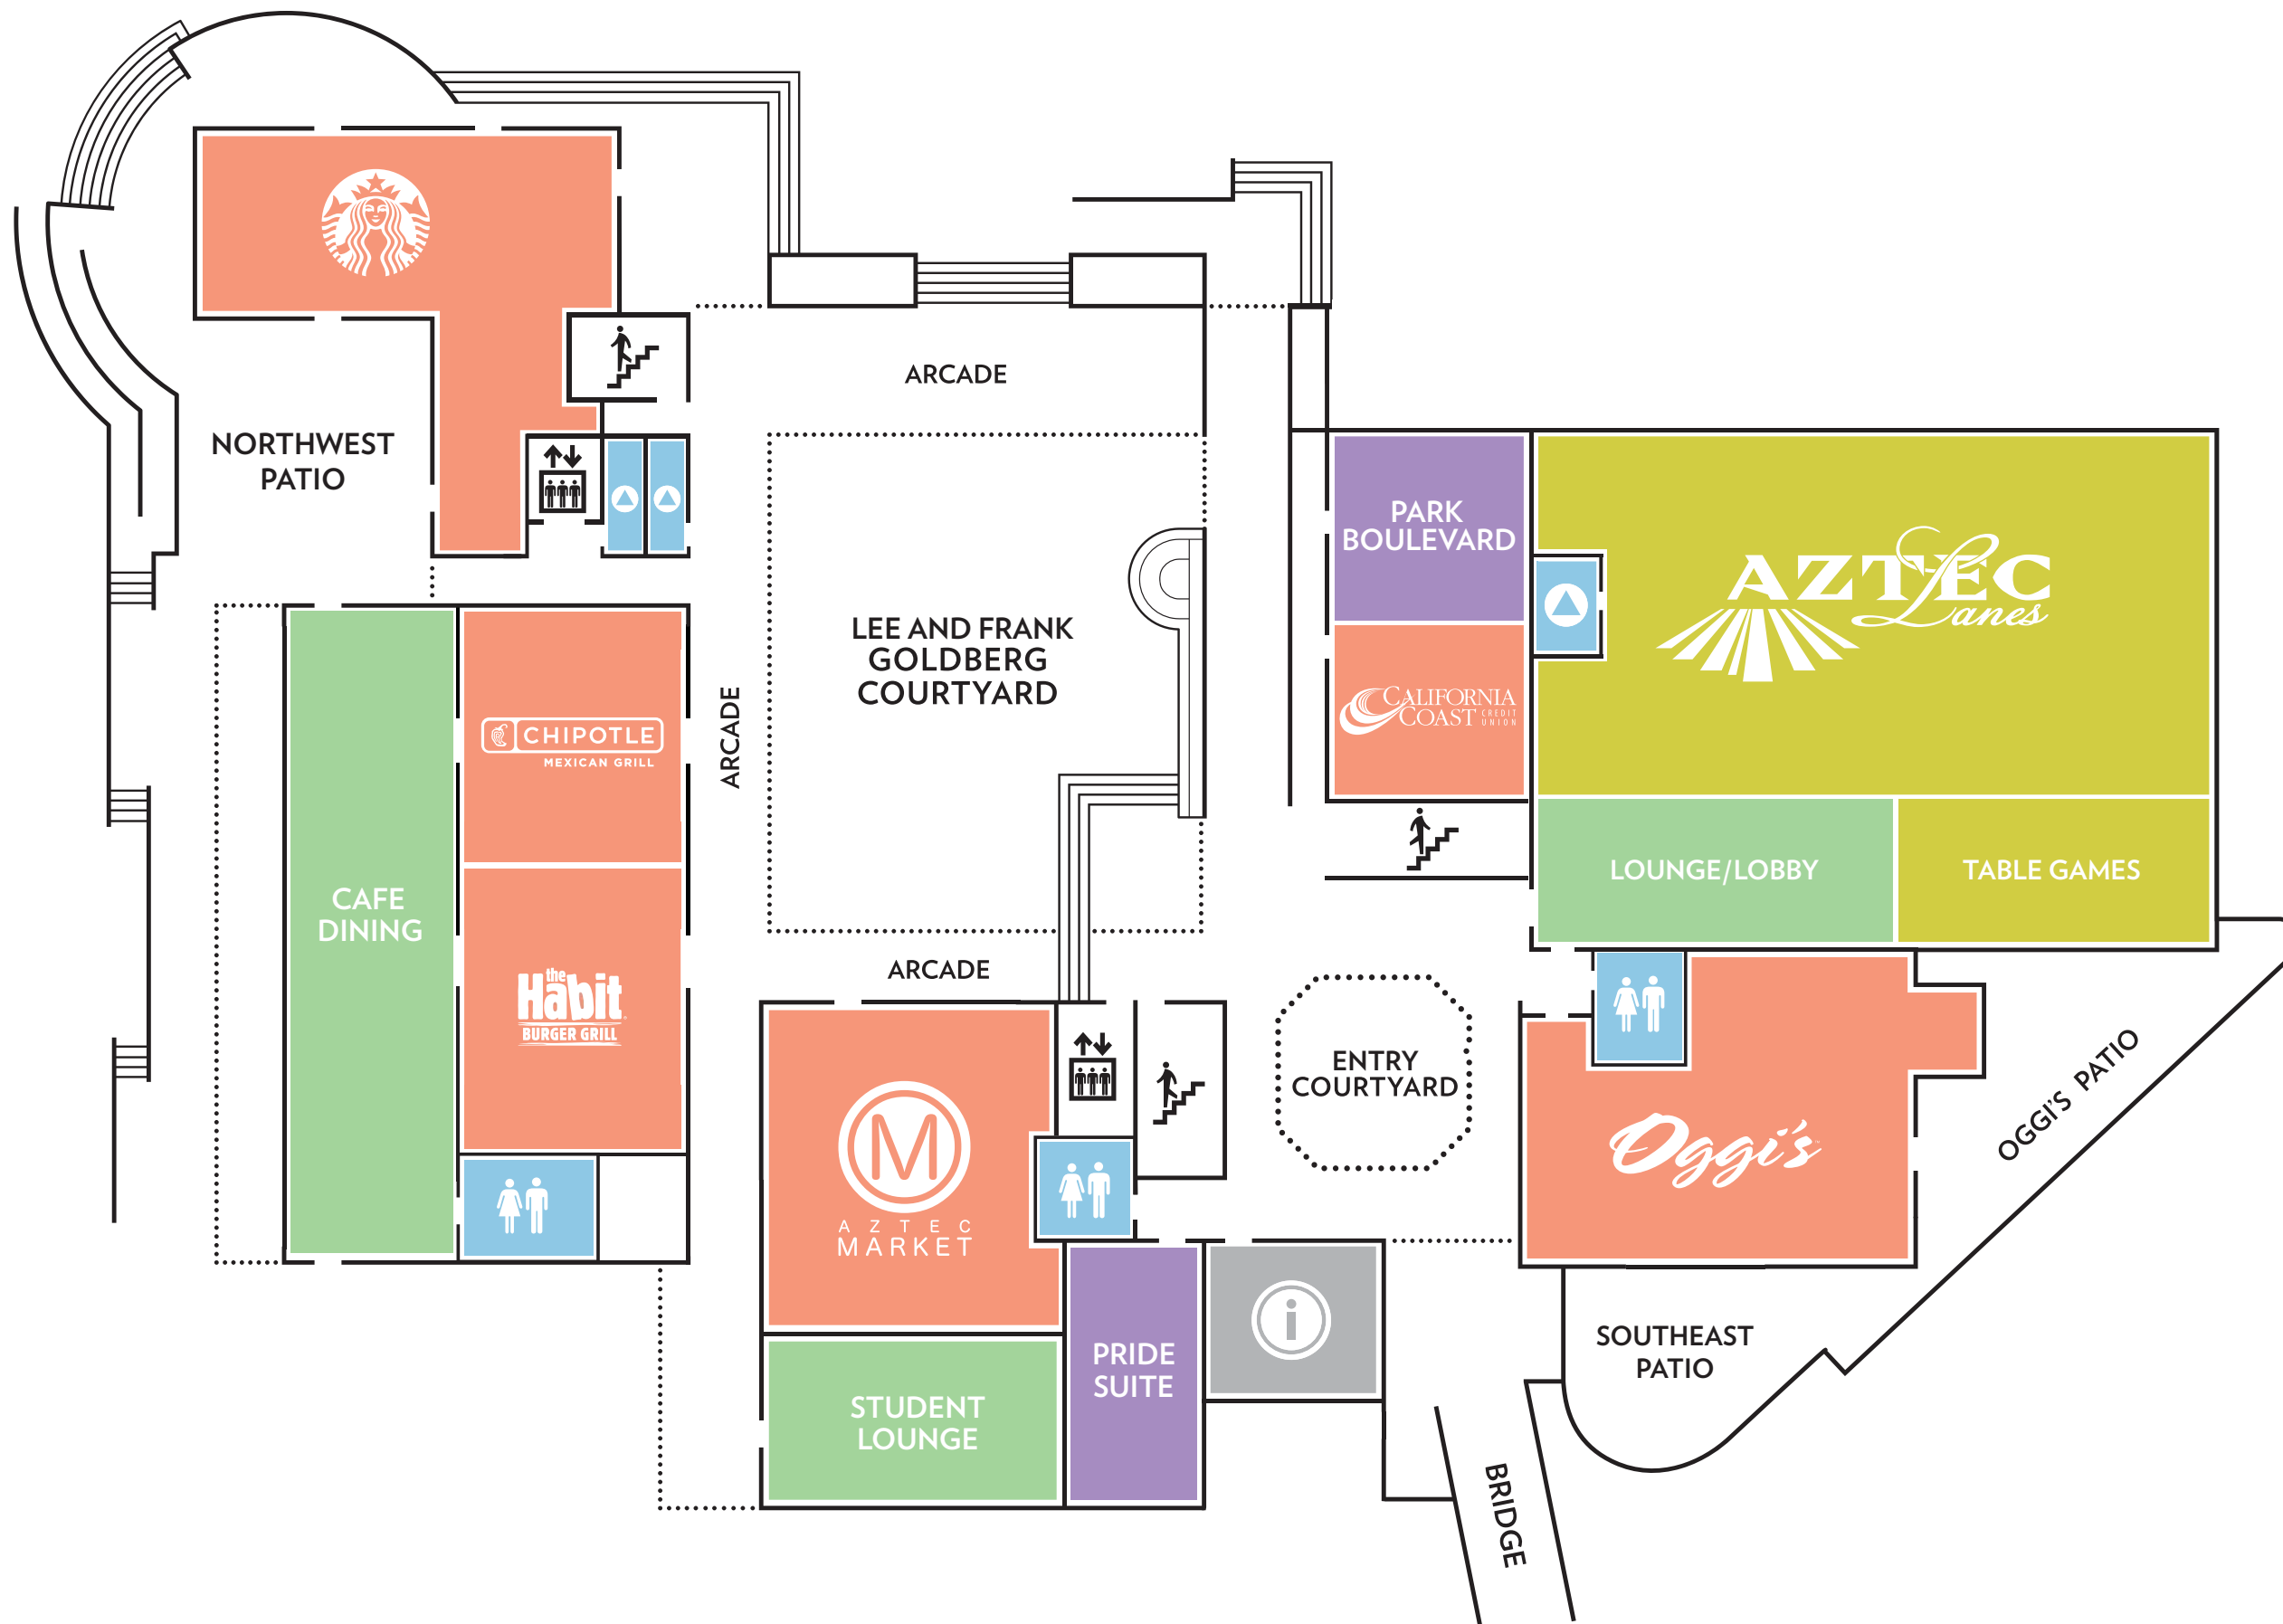 ARCADE
NORTHWEST
PATIO
PARK
BOULEVARD
AZTEC
Lanes
LEE AND FRANK
GOLDBERG
COURTYARD
ARCADE
CALIFORNIA
COAST CREDIT
UNION
CHIPOTLE
MEXICAN GRILL
CAFE
DINING
LOUNGE/LOBBY
TABLE GAMES
the
Habit
BURGER GRILL
ARCADE
ENTRY
COURTYARD
OGGI'S PATIO
Oggi's
M
AZTEC
MARKET
i
PRIDE
SUITE
SOUTHEAST
PATIO
STUDENT
LOUNGE
BRIDGE